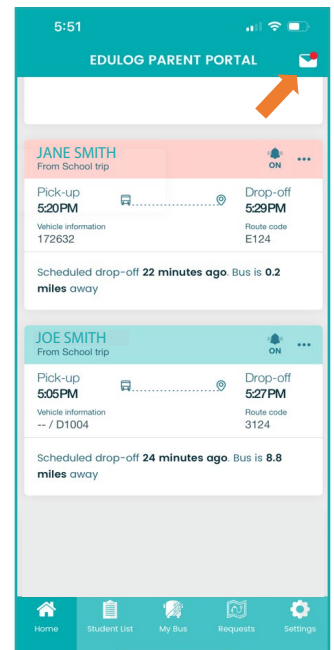 5:51
EDULOG PARENT PORTAL
JANE SMITH
From School trip
ON
Pick-up
Drop-off
5:20PM
5:29PM
Vehicle information
Route code
172632
E124
Scheduled drop-off 22 minutes ago. Bus is 0.2
miles away
JOE SMITH
From School trip
ON
Pick-up
Drop-off
5:05PM
5:27PM
Vehicle information
Route code
-- / D1004
3124
Scheduled drop-off 24 minutes ago. Bus is 8.8
miles away
Home Student List My Bus Requests Settings